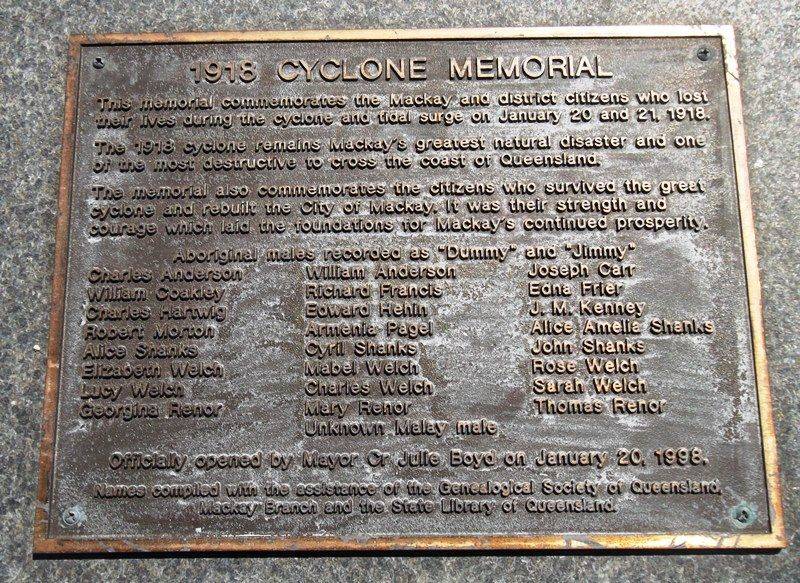 1918 CYCLONE MEMORIAL
This memorial commemorates the Mackay and district citizens who lost
their lives during the cyclone and tidal surge on January 20 and 21, 1918.
The 1918 cyclone remains Mackay's greatest natural disaster and one
of the most destructive to cross the coast of Queensland.
The memorial also commemorates the citizens who survived the great
cyclone and rebuilt the City of Mackay. It was their strength and
courage which laid the foundations for Mackay's continued prosperity.
Aboriginal males recorded as "Dummy" and "Jimmy"
Charles Anderson William Anderson Joseph Carr
William Coakley Richard Francis Edna Frier
Charles Hartwig Edward Henin J. M. Kenney
Robert Morton Armenia Pagel Alice Amelia Shanks
Alice Shanks Cyril Shanks John Shanks
Elizabeth Welch Mabel Welch Rose Welch
Lucy Welch Charles Welch Sarah Welch
Georgina Renor Mary Renor Thomas Renor
Unknown Malay male
Officially opened by Mayor Cr Julie Boyd on January 20, 1998.
Names compiled with the assistance of the Genealogical Society of Queensland,
Mackay Branch and the State Library of Queensland.